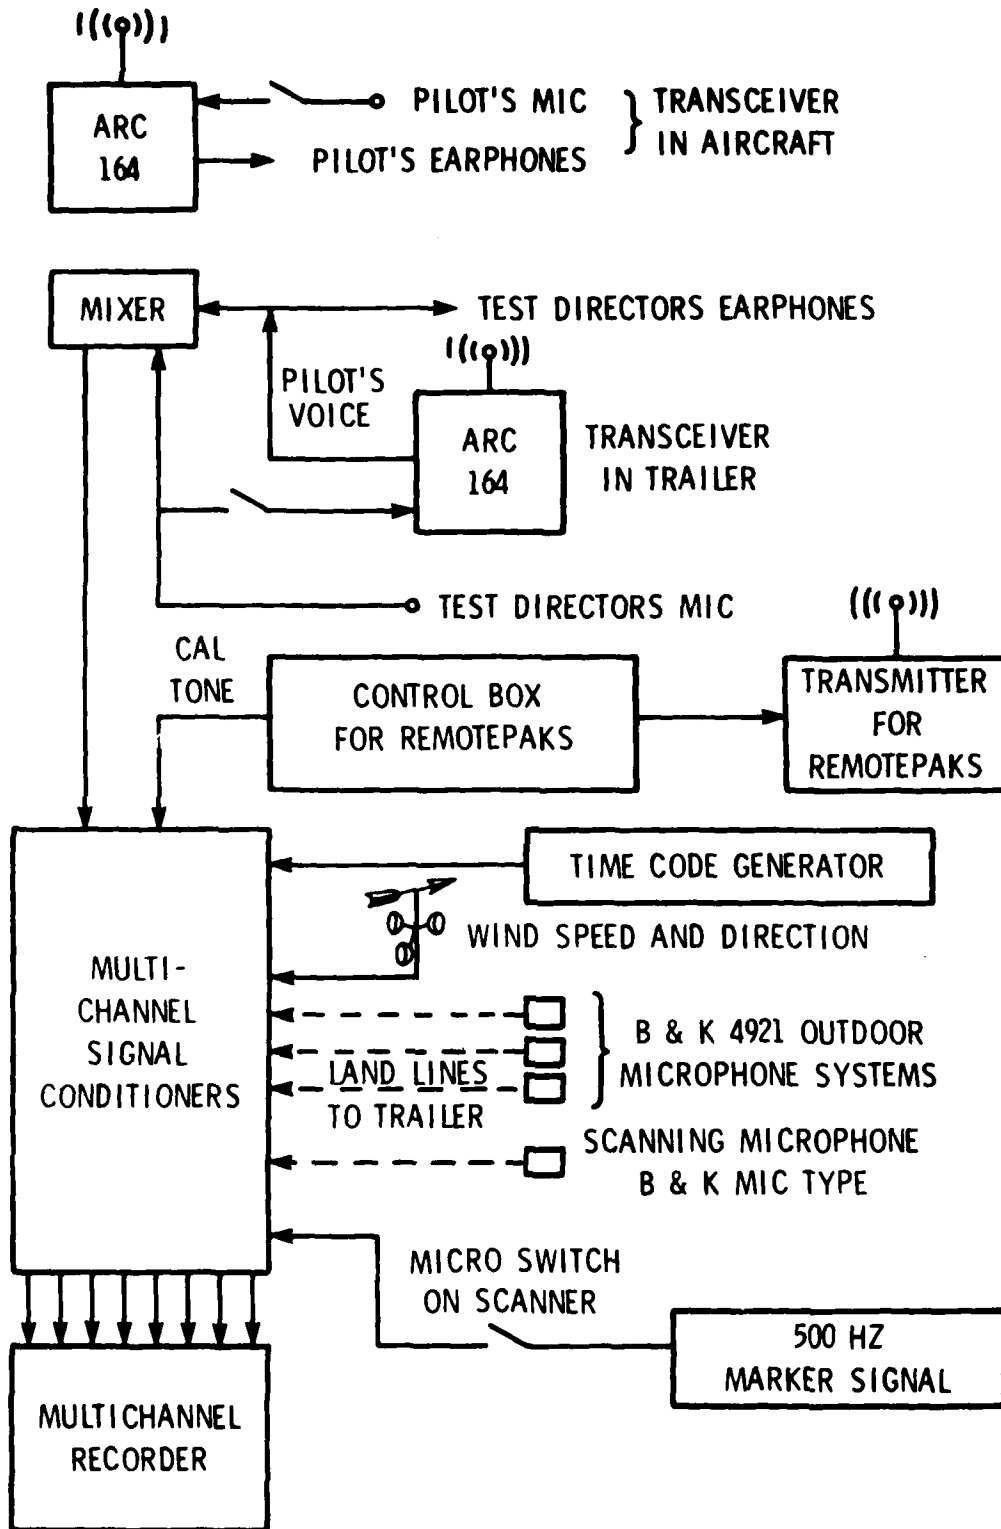 ARC
164
PILOT'S MIC
PILOT'S EARPHONES
TRANSCEIVER
IN AIRCRAFT
MIXER
TEST DIRECTORS EARPHONES
PILOT'S
VOICE
ARC
164
TRANSCEIVER
IN TRAILER
TEST DIRECTORS MIC
CAL
TONE
CONTROL BOX
FOR REMOTEPAKS
TRANSMITTER
FOR
REMOTEPAKS
TIME CODE GENERATOR
WIND SPEED AND DIRECTION
MULTI-
CHANNEL
SIGNAL
CONDITIONERS
B & K 4921 OUTDOOR
MICROPHONE SYSTEMS
LAND LINES
TO TRAILER
SCANNING MICROPHONE
B & K MIC TYPE
MICRO SWITCH
ON SCANNER
500 HZ
MARKER SIGNAL
MULTICHANNEL
RECORDER